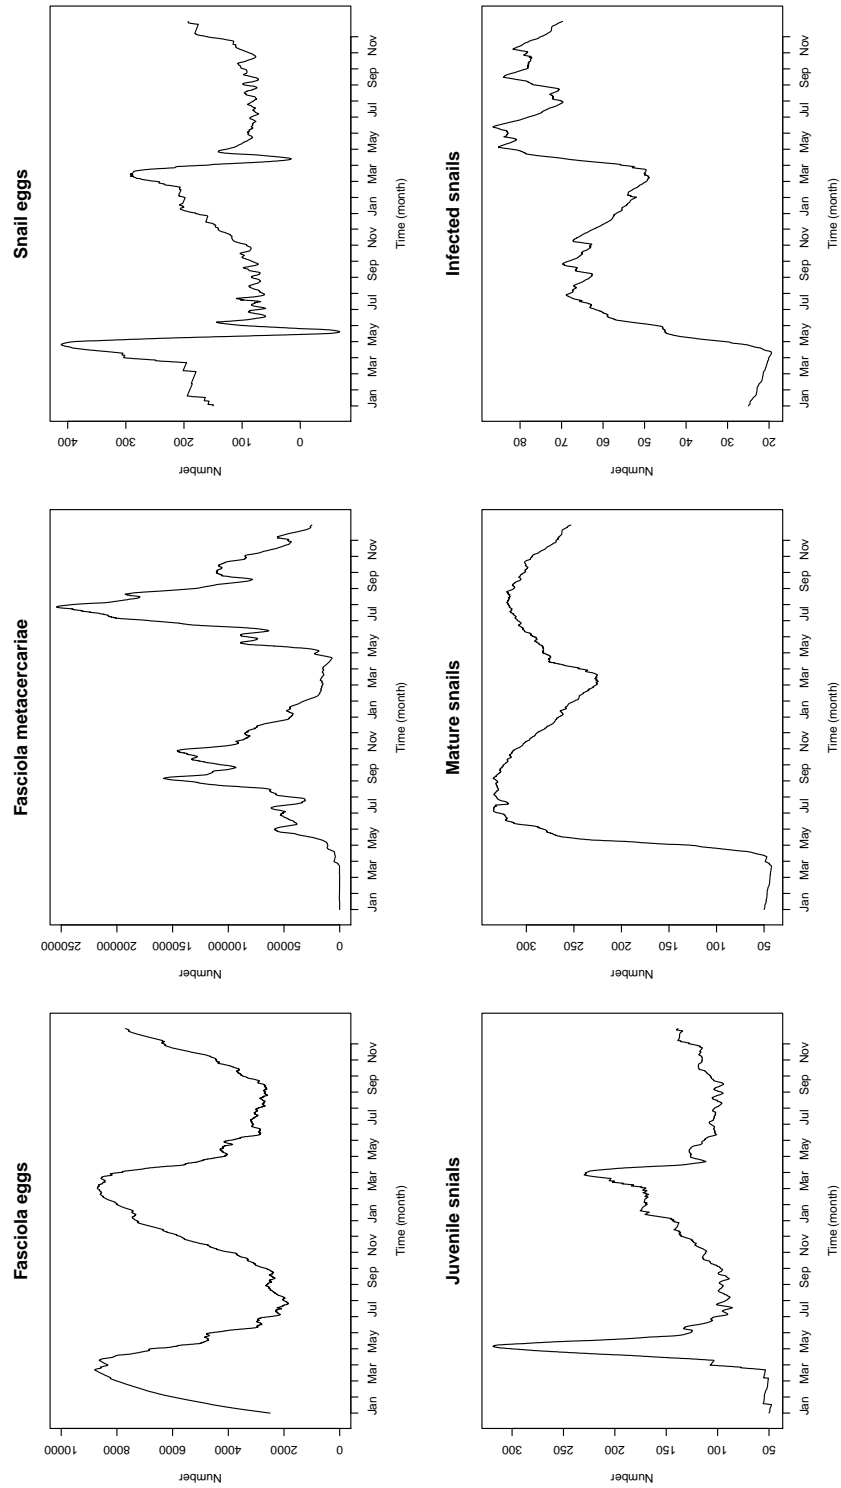 Fasciola eggs
Number
10000
8000
6000
4000
2000
0
Jan Mar May Jul Sep Nov Jan Mar May Jul Sep Nov
Time (month)
Fasciola metacercariae
Number
250000
200000
150000
100000
50000
0
Jan Mar May Jul Sep Nov Jan Mar May Jul Sep Nov
Time (month)
Snail eggs
Number
400
300
200
100
0
Jan Mar May Jul Sep Nov Jan Mar May Jul Sep Nov
Time (month)
Juvenile snials
Number
300
250
200
150
100
50
Jan Mar May Jul Sep Nov Jan Mar May Jul Sep Nov
Time (month)
Mature snails
Number
300
250
200
150
100
50
Jan Mar May Jul Sep Nov Jan Mar May Jul Sep Nov
Time (month)
Infected snails
Number
80
70
60
50
40
30
20
Jan Mar May Jul Sep Nov Jan Mar May Jul Sep Nov
Time (month)